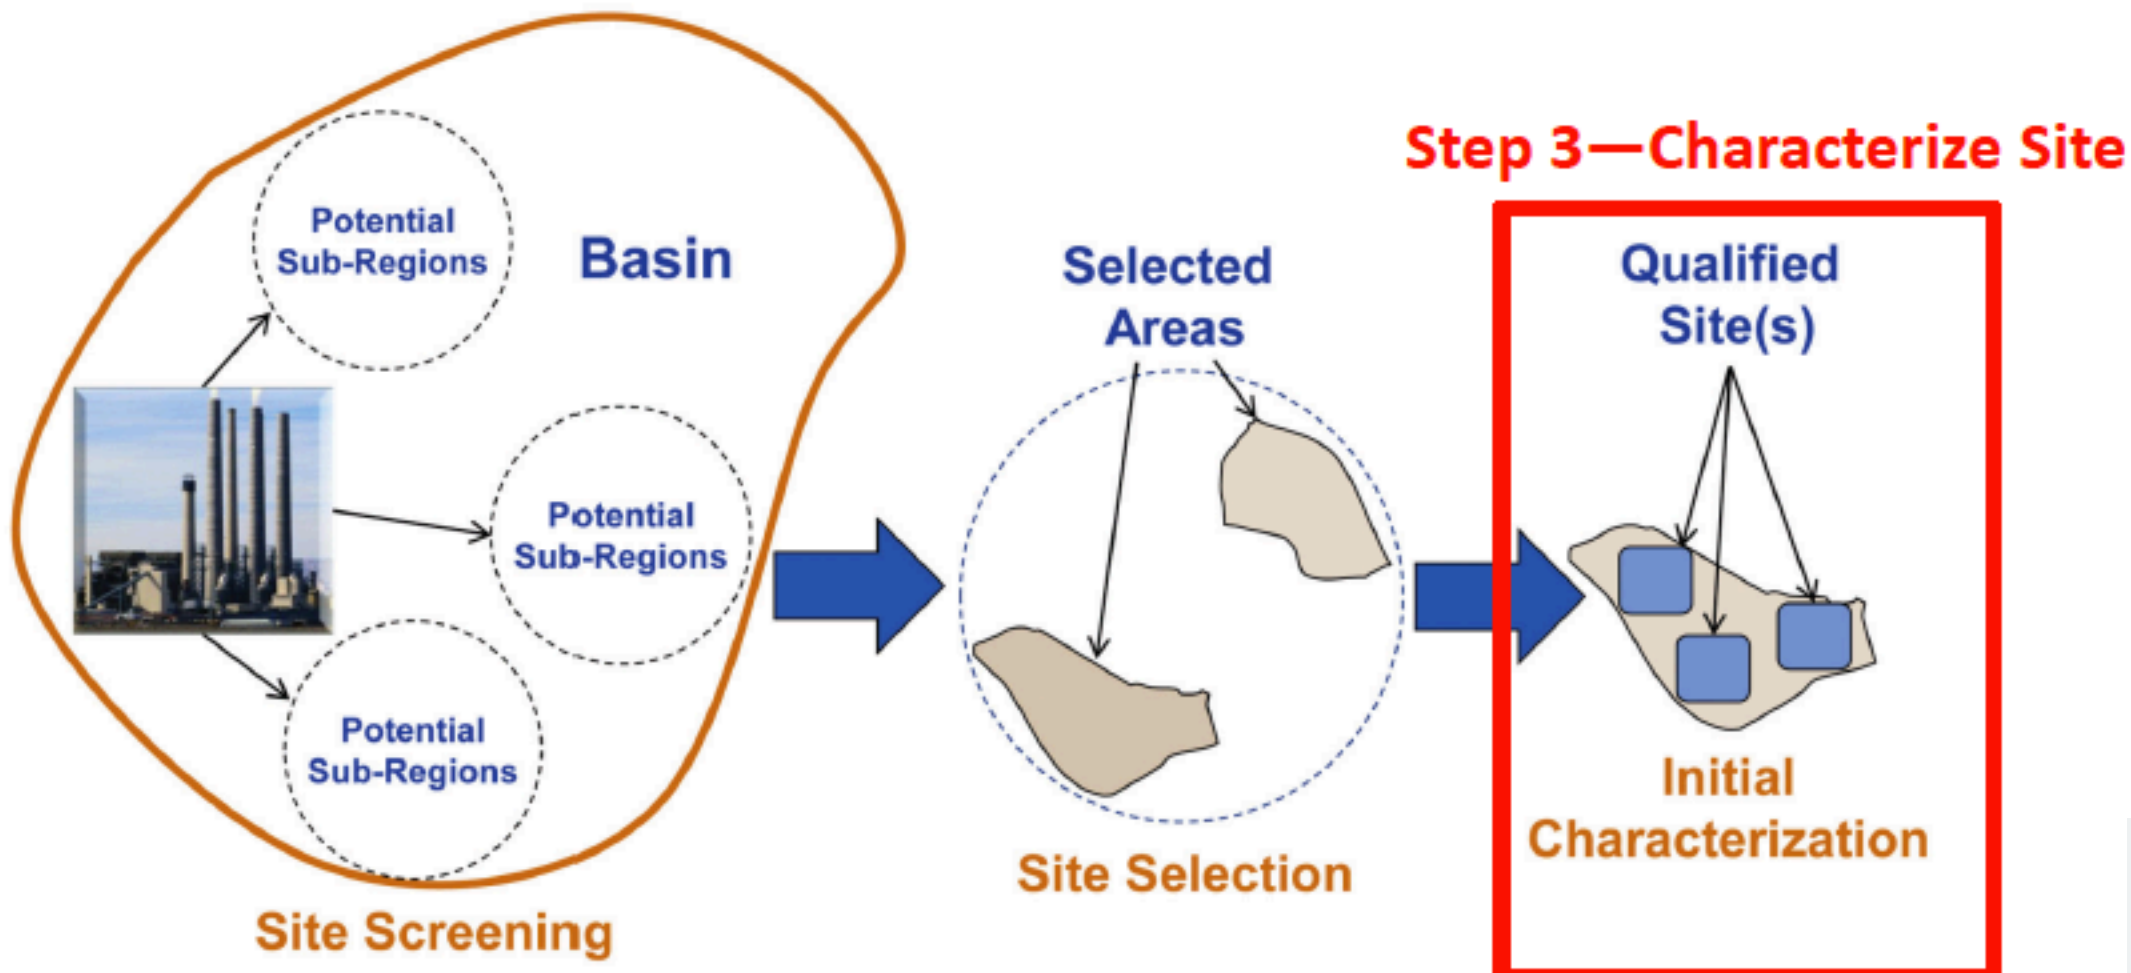 Potential
Sub-Regions
Basin
Potential
Sub-Regions
Potential
Sub-Regions
Site Screening
Selected
Areas
Site Selection
Step 3—Characterize Site
Qualified
Site(s)
Initial
Characterization